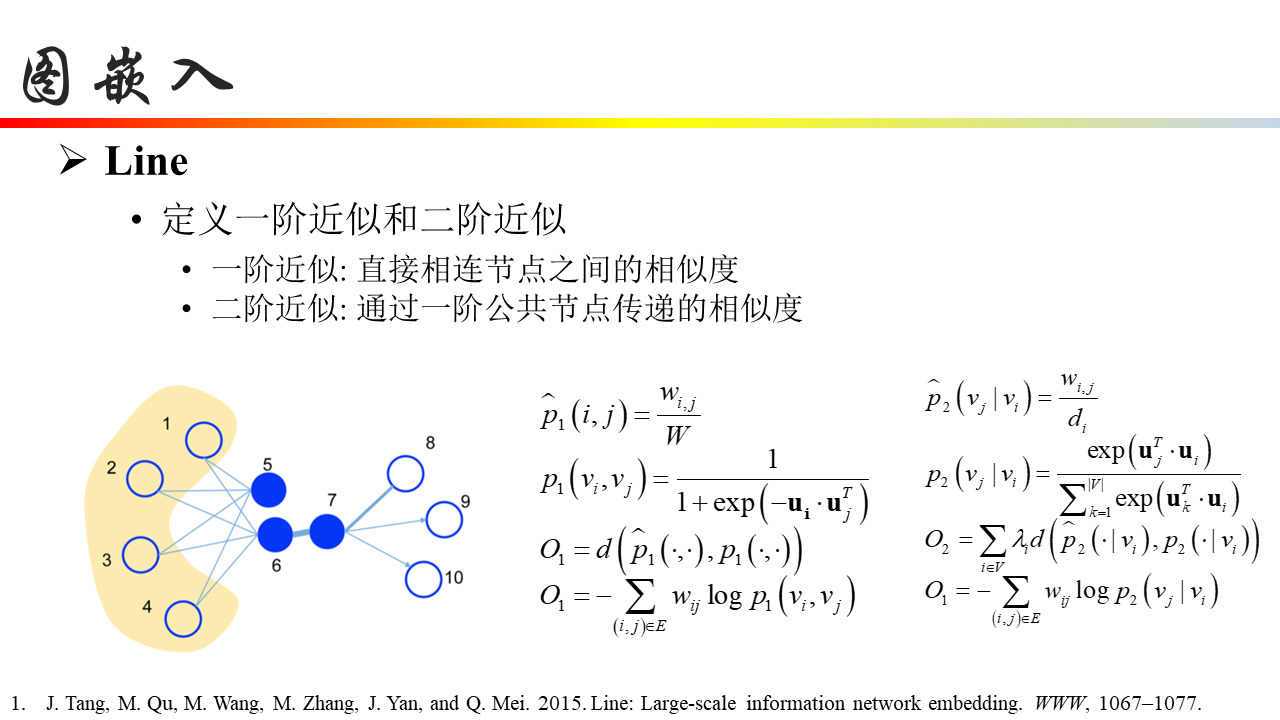 图嵌入
➢ Line
• 定义一阶近似和二阶近似
• 一阶近似: 直接相连节点之间的相似度
• 二阶近似: 通过一阶公共节点传递的相似度
1
2
3
4
5
6
7
8
9
10
$\hat{p}_1(i,j)=\frac{w_{i,j}}{W}$
$p_1(v_i,v_j)=\frac{1}{1+\exp(-\mathbf{u_i}\cdot\mathbf{u}_j^T)}$
$O_1=d(\hat{p}_1(\cdot,\cdot),p_1(\cdot,\cdot))$
$O_1=-\sum_{(i,j)\in E}w_{ij}\log p_1(v_i,v_j)$
$\hat{p}_2(v_j|v_i)=\frac{w_{i,j}}{d_i}$
$p_2(v_j|v_i)=\frac{\exp(\mathbf{u}_j^T\cdot\mathbf{u}_i)}{\sum_{k=1}^{|V|}\exp(\mathbf{u}_k^T\cdot\mathbf{u}_i)}$
$O_2=\sum_{i\in V}\lambda_i d(\hat{p}_2(\cdot|v_i),p_2(\cdot|v_i))$
$O_1=-\sum_{(i,j)\in E}w_{ij}\log p_2(v_j|v_i)$
1. J. Tang, M. Qu, M. Wang, M. Zhang, J. Yan, and Q. Mei. 2015. Line: Large-scale information network embedding. WWW, 1067–1077.